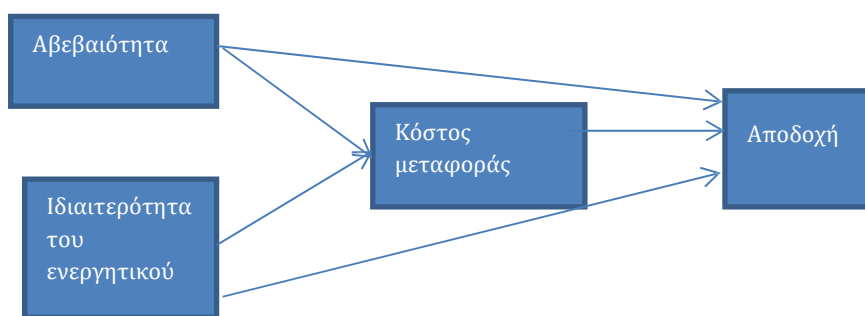 Αβεβαιότητα
Κόστος
μεταφοράς
Αποδοχή
Ιδιαιτερότητα
του
ενεργητικού